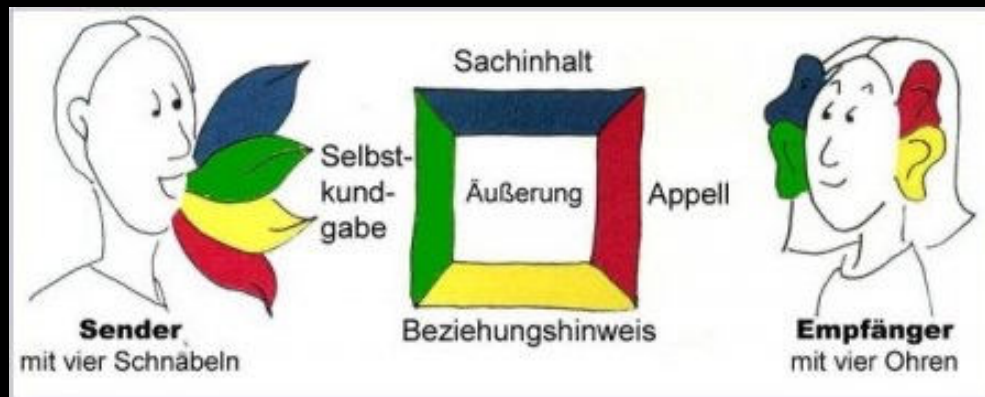 Sachinhalt
Selbst-
kund-
gabe
Äußerung
Appell
Beziehungshinweis
Sender
mit vier Schnäbeln
Empfänger
mit vier Ohren